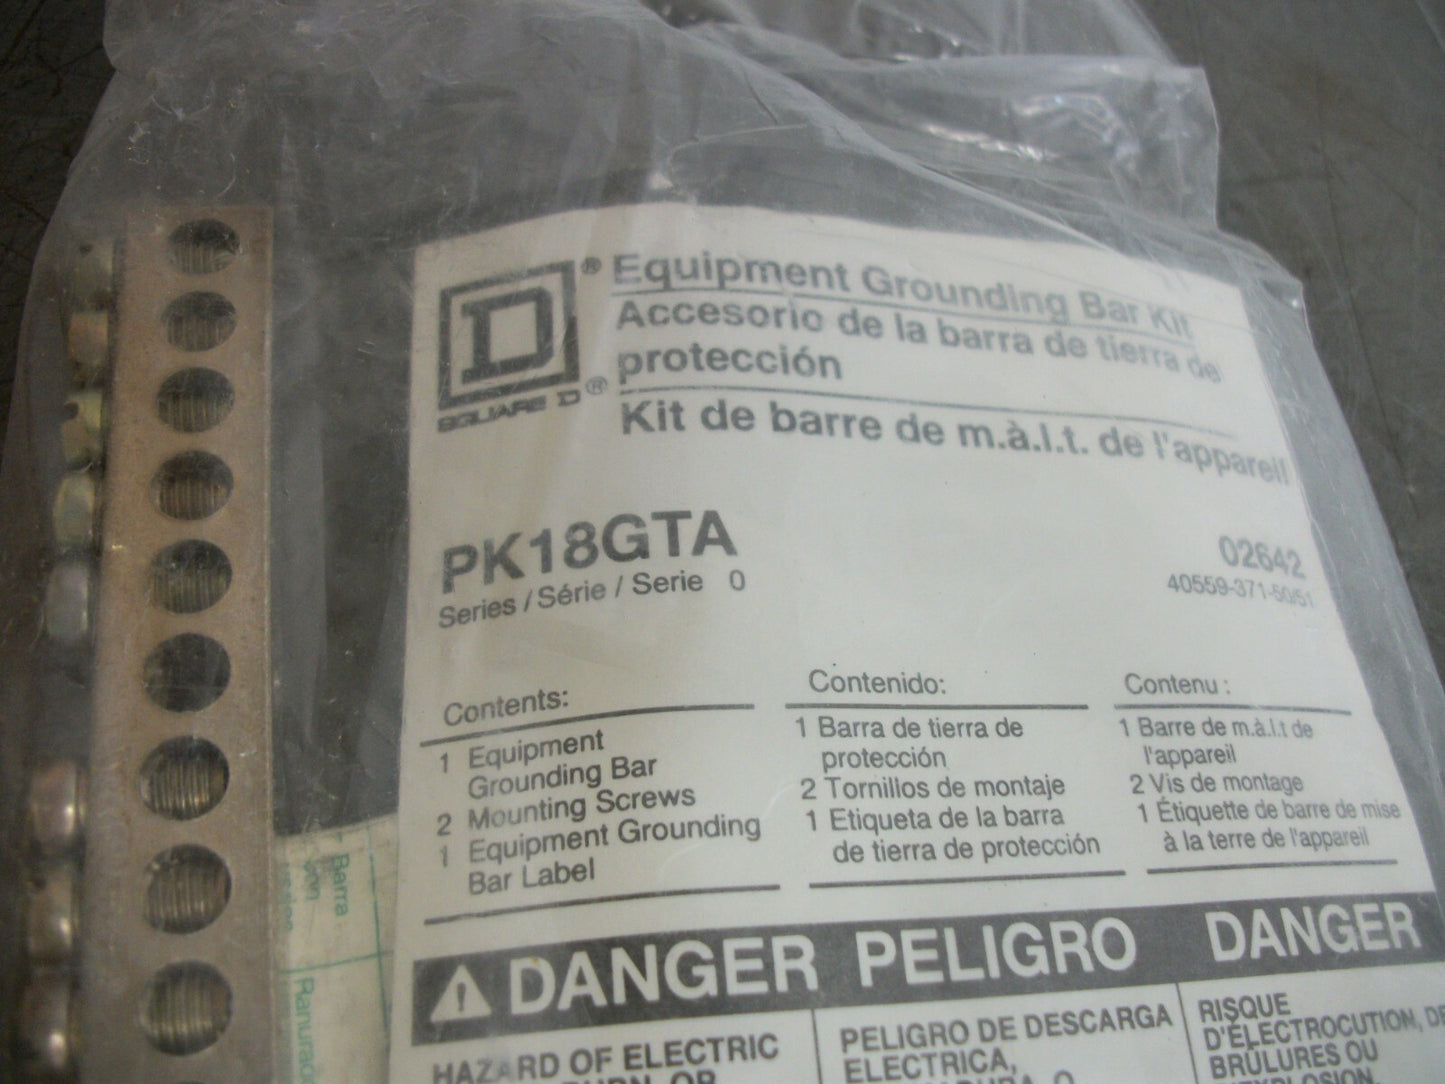 D®
SQUARE D®
Equipment Grounding Bar Kit
Accesorio de la barra de tierra de
protección
Kit de barre de m.à.l.t. de l'appareil
PK18GTA
Series / Série / Serie 0
02642
40559-371-50/51
Contents:
1 Equipment
Grounding Bar
2 Mounting Screws
1 Equipment Grounding
Bar Label
Contenido:
1 Barra de tierra de
protección
2 Tornillos de montaje
1 Etiqueta de la barra
de tierra de protección
Contenu :
1 Barre de m.à.l.t de
l'appareil
2 Vis de montage
1 Étiquette de barre de mise
à la terre de l'appareil
DANGER PELIGRO DANGER
HAZARD OF ELECTRIC
BURN, OR
PELIGRO DE DESCARGA
ELECTRICA,
O
RISQUE
D'ÉLECTROCUTION, DE
BRÛLURES OU
Barra